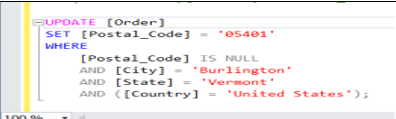 UPDATE [Order]
SET [Postal_Code] = '05401'
WHERE
[Postal_Code] IS NULL
AND [City] = 'Burlington'
AND [State] = 'Vermont'
AND ([Country] = 'United States');
100 %